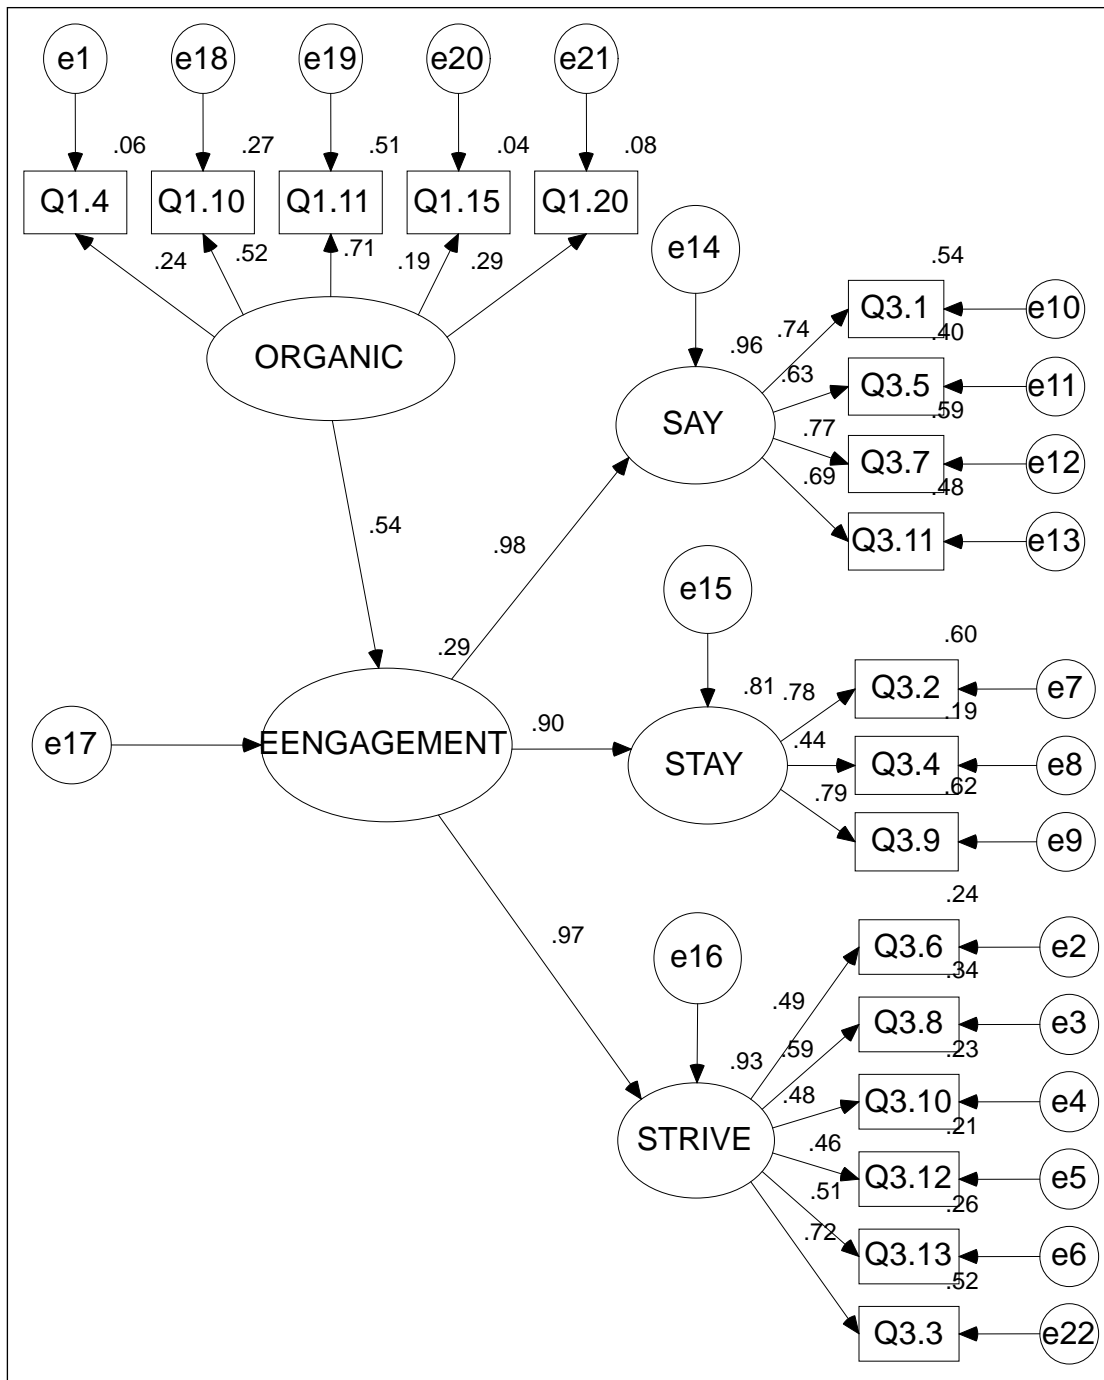 e1 e18 e19 e20 e21
.06 .27 .51 .04 .08
Q1.4 Q1.10 Q1.11 Q1.15 Q1.20
.24 .52 .71 .19 .29
ORGANIC
e14
.54
Q3.1 e10
.74
.40
.96
.63
Q3.5 e11
.59
SAY
.77
Q3.7 e12
.69
.48
Q3.11 e13
.54
.98
e15
.60
.29
Q3.2 e7
.81 .78
.19
e17
EENGAGEMENT
.90
STAY
.44
Q3.4 e8
.79
.62
Q3.9 e9
.24
.97
e16
Q3.6 e2
.34
.49
Q3.8 e3
.93 .59
.23
.48
Q3.10 e4
.21
STRIVE
.46
Q3.12 e5
.51
.26
.72
Q3.13 e6
.52
Q3.3 e22